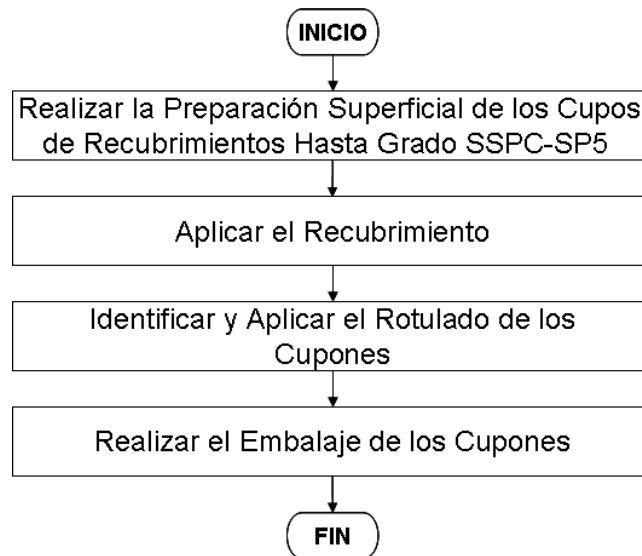 INICIO
Realizar la Preparación Superficial de los Cupos
de Recubrimientos Hasta Grado SSPC-SP5
Aplicar el Recubrimiento
Identificar y Aplicar el Rotulado de los
Cupones
Realizar el Embalaje de los Cupones
FIN